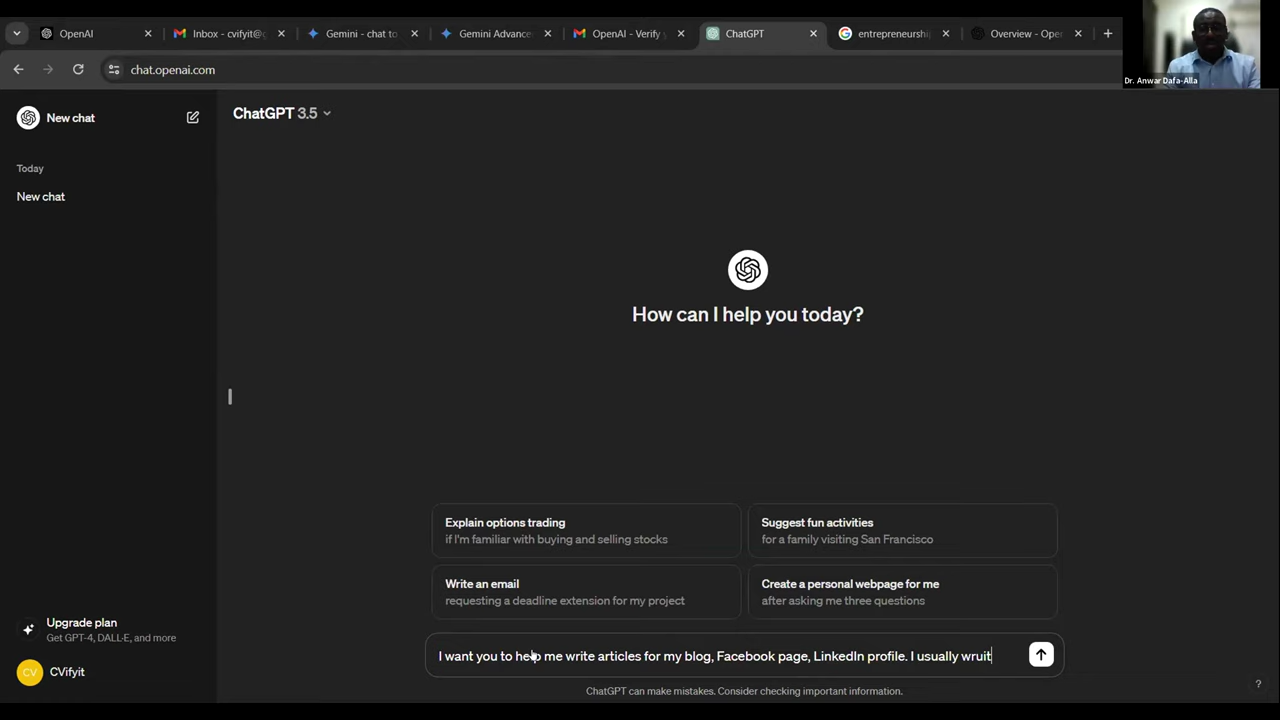 OpenAI
Inbox - cvifyit@g
Gemini - chat to
Gemini Advance
OpenAI - Verify y
ChatGPT
entrepreneurshi
Overview - Open
chat.openai.com
Dr. Anwar Dafa-Alla
New chat
ChatGPT 3.5
Today
New chat
How can I help you today?
Explain options trading
if I'm familiar with buying and selling stocks
Suggest fun activities
for a family visiting San Francisco
Write an email
requesting a deadline extension for my project
Create a personal webpage for me
after asking me three questions
Upgrade plan
Get GPT-4, DALL·E, and more
CV
CVifyit
I want you to help me write articles for my blog, Facebook page, LinkedIn profile. I usually wruit
ChatGPT can make mistakes. Consider checking important information.
?